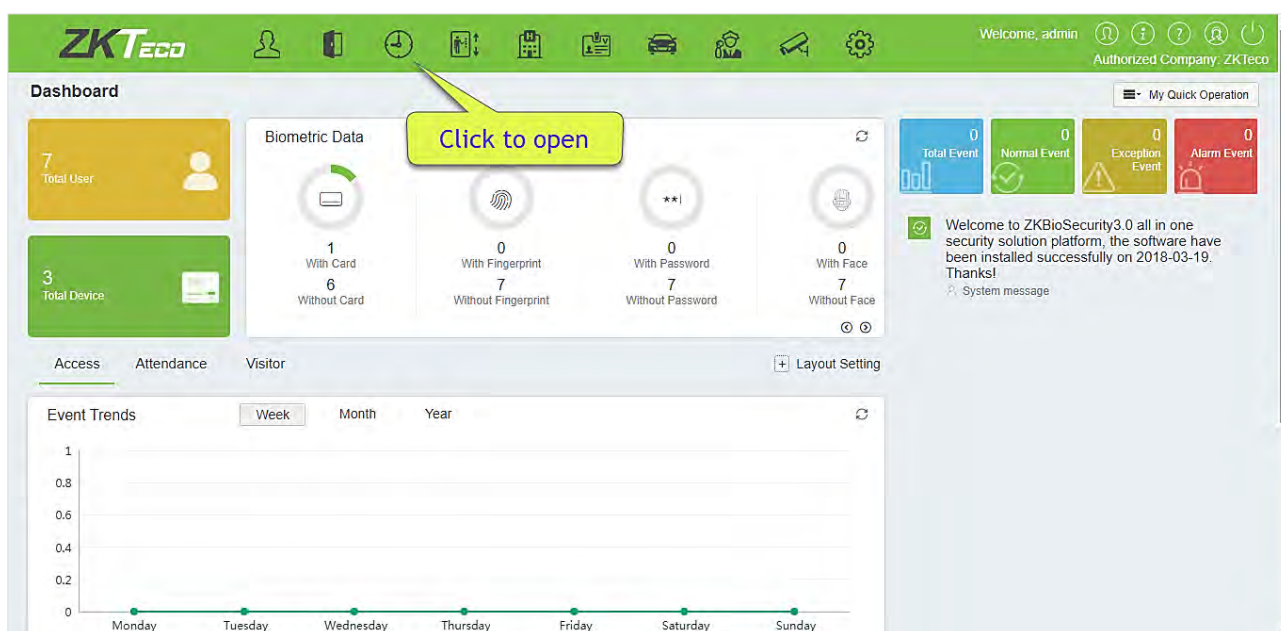 ZKTECO
Welcome, admin
Authorized Company: ZKTeco
Dashboard
My Quick Operation
Click to open
7
Total User
3
Total Device
Biometric Data
1
With Card
6
Without Card
0
With Fingerprint
7
Without Fingerprint
**|
0
With Password
7
Without Password
0
With Face
7
Without Face
0
Total Event
0
Normal Event
0
Exception
Event
0
Alarm Event
Welcome to ZKBioSecurity3.0 all in one
security solution platform, the software have
been installed successfully on 2018-03-19.
Thanks!
System message
Access Attendance Visitor
Layout Setting
Event Trends Week Month Year
1
0.8
0.6
0.4
0.2
0
Monday Tuesday Wednesday Thursday Friday Saturday Sunday